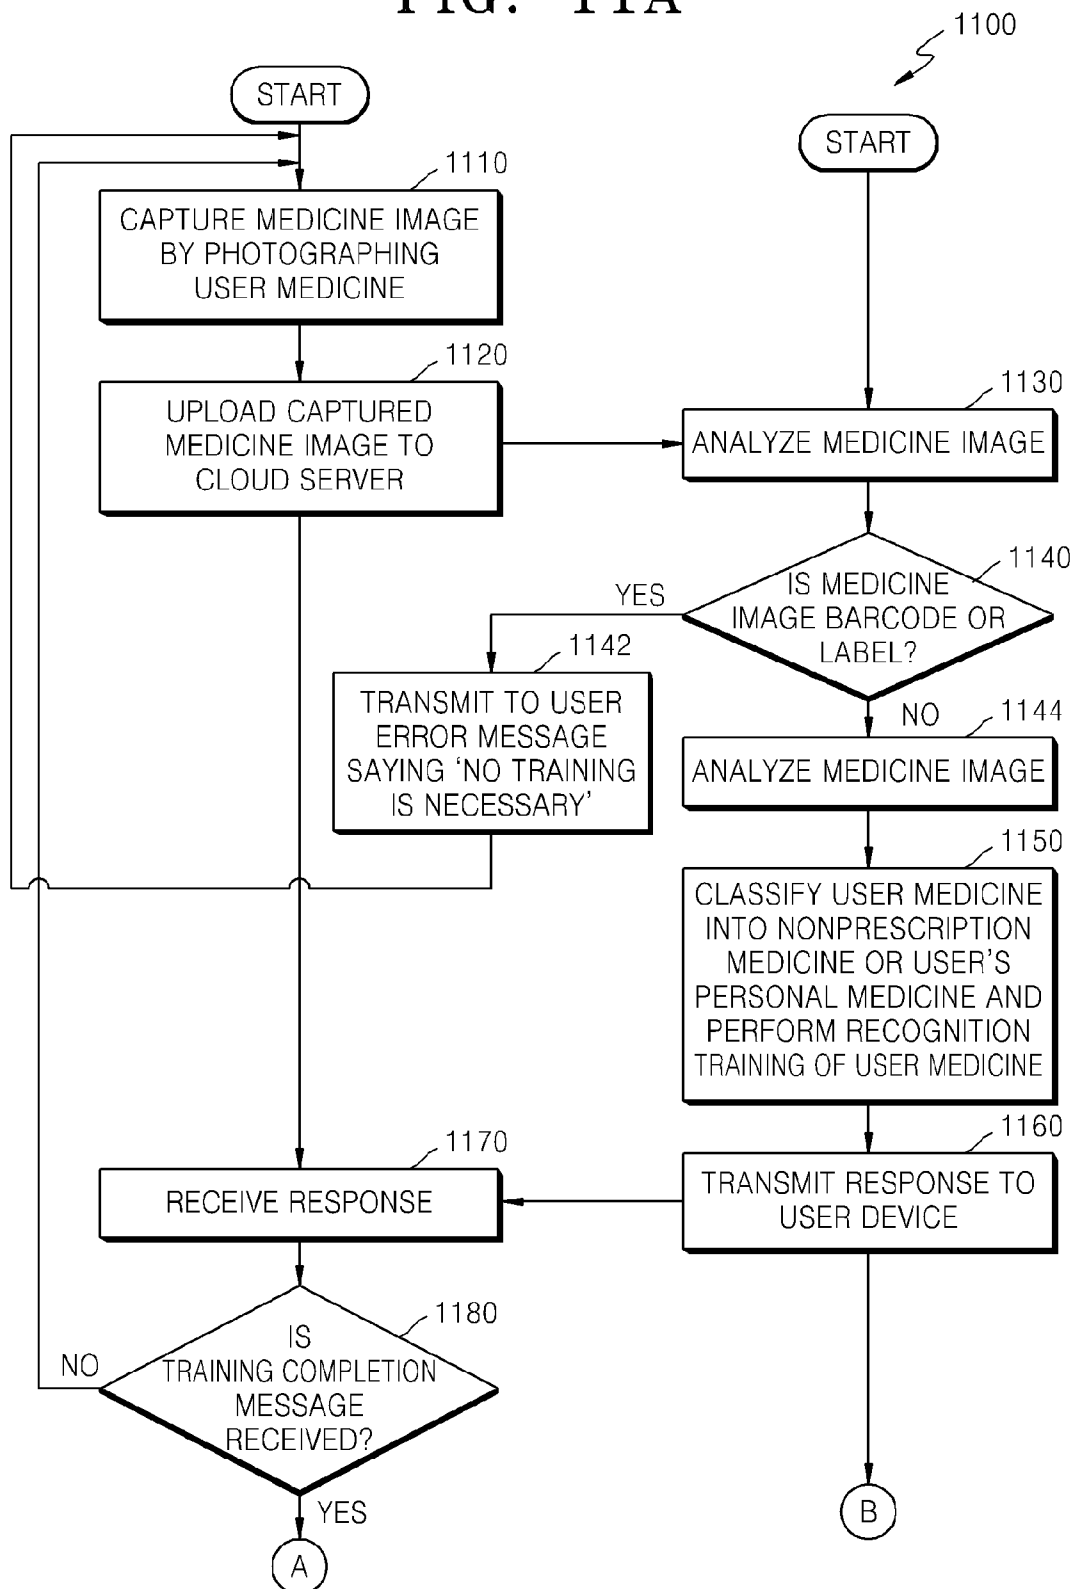 FIG. 11A
1100
START
START
1110
CAPTURE MEDICINE IMAGE
BY PHOTOGRAPHING
USER MEDICINE
1120
UPLOAD CAPTURED
MEDICINE IMAGE TO
CLOUD SERVER
1130
ANALYZE MEDICINE IMAGE
1140
IS MEDICINE
IMAGE BARCODE OR
LABEL?
YES
1142
TRANSMIT TO USER
ERROR MESSAGE
SAYING ‘NO TRAINING
IS NECESSARY’
NO
1144
ANALYZE MEDICINE IMAGE
1150
CLASSIFY USER MEDICINE
INTO NONPRESCRIPTION
MEDICINE OR USER'S
PERSONAL MEDICINE AND
PERFORM RECOGNITION
TRAINING OF USER MEDICINE
1160
TRANSMIT RESPONSE TO
USER DEVICE
1170
RECEIVE RESPONSE
1180
IS
TRAINING COMPLETION
MESSAGE
RECEIVED?
NO
YES
A
B